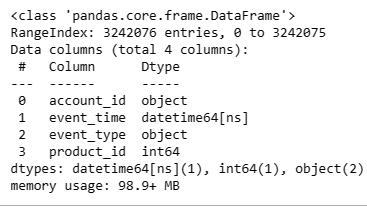 <class 'pandas.core.frame.DataFrame'>
RangeIndex: 3242076 entries, 0 to 3242075
Data columns (total 4 columns):
 #   Column      Dtype
---  ------      -----
 0   account_id  object
 1   event_time  datetime64[ns]
 2   event_type  object
 3   product_id  int64
dtypes: datetime64[ns](1), int64(1), object(2)
memory usage: 98.9+ MB